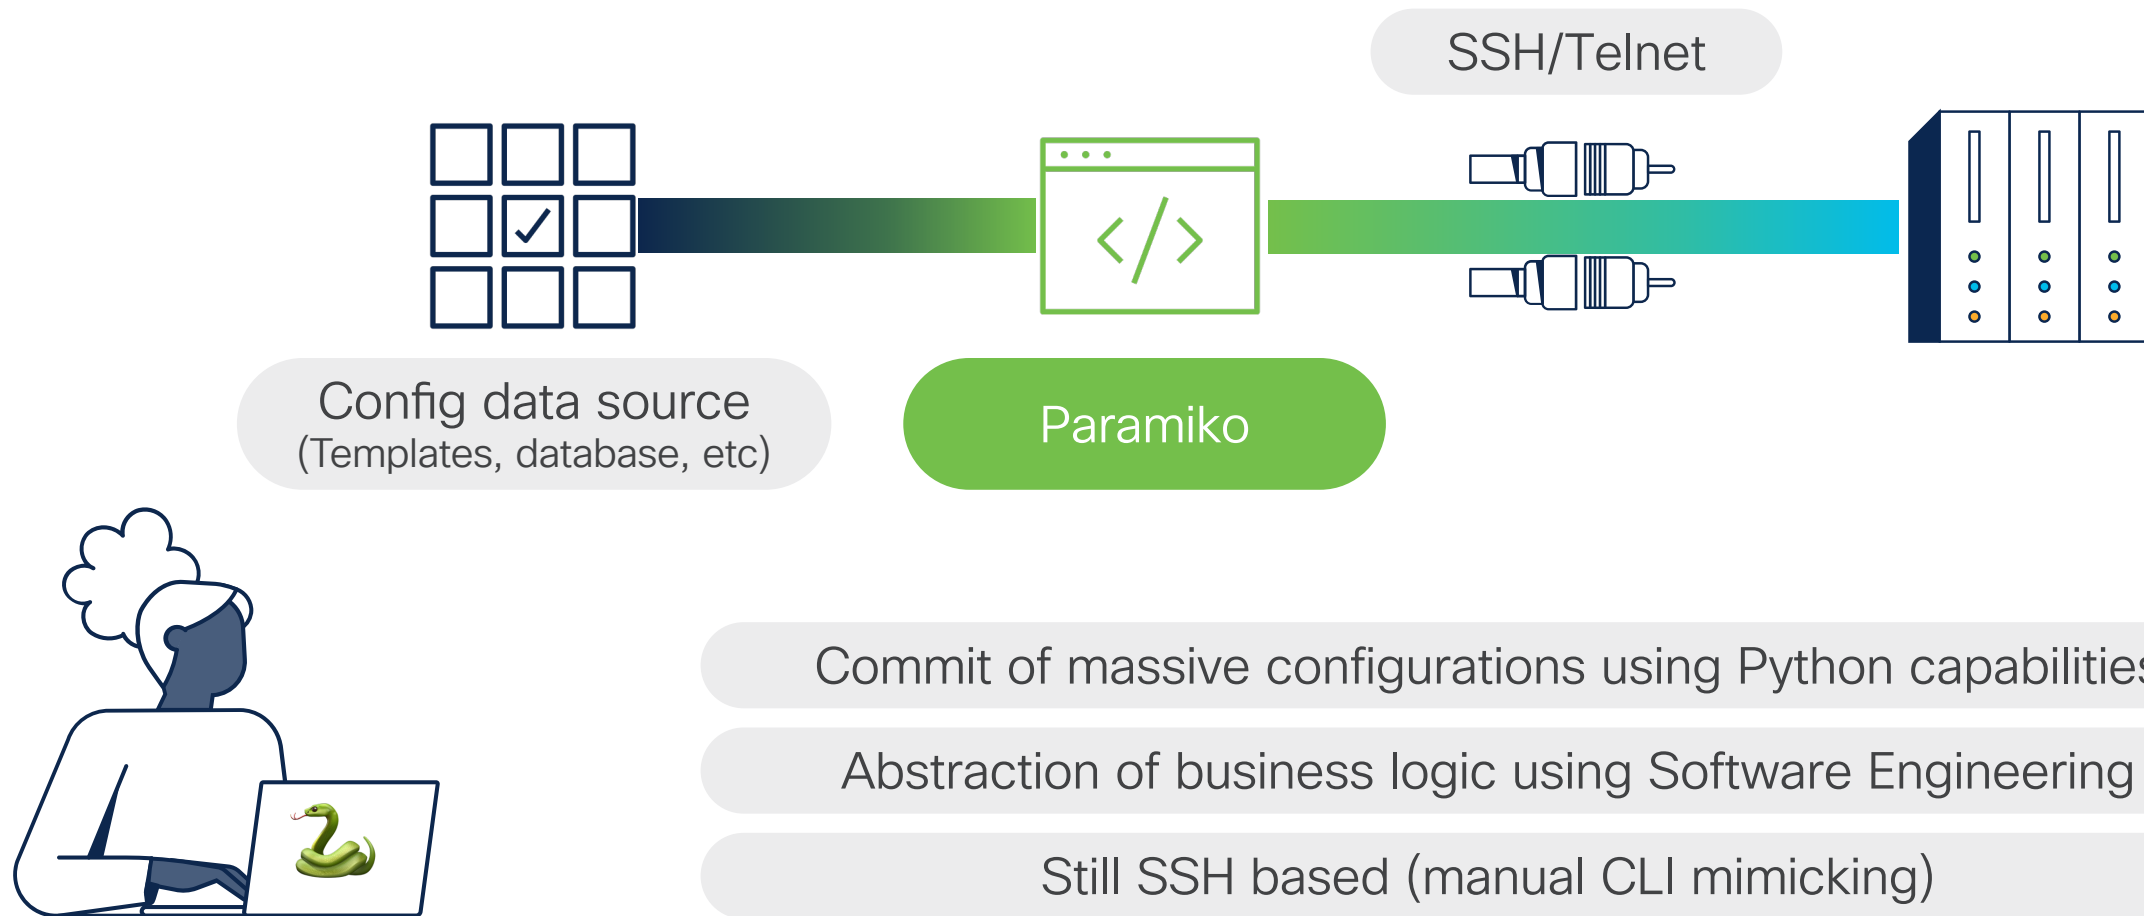 SSH/Telnet
Config data source
(Templates, database, etc)
Paramiko
Commit of massive configurations using Python capabilities
Abstraction of business logic using Software Engineering
Still SSH based (manual CLI mimicking)